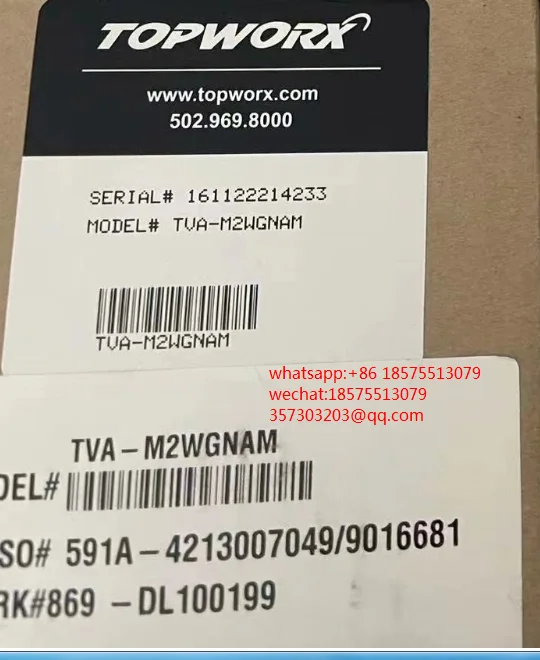 TOPWORX
www.topworx.com
502.969.8000
SERIAL# 161122214233
MODEL# TVA-M2WGNAM
TVA-M2WGNAM
whatsapp:+86 18575513079
wechat:18575513079
357303203@qq.com
TVA-M2WGNAM
DEL#
SO# 591A-4213007049/9016681
RK#869 -DL100199